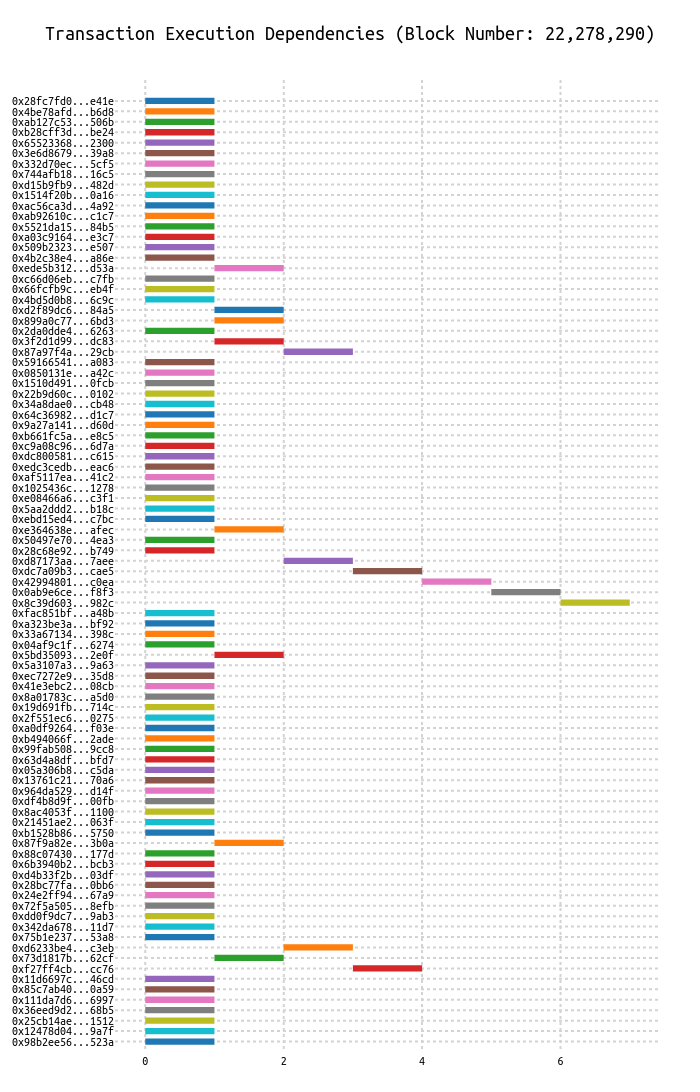 Transaction Execution Dependencies (Block Number: 22,278,290)
0x28fc7fd0...e41e
0x4be78afd...b6d8
0xab127c53...506b
0xb28cff3d...be24
0x65523368...2300
0x3e6d8679...39a8
0x332d70ec...5cf5
0x744afb18...16c5
0xd15b9fb9...482d
0x1514f20b...0a16
0xac56ca3d...4a92
0xab92610c...c1c7
0x5521da15...84b5
0xa03c9164...e3c7
0x509b2323...e507
0x4b2c38e4...a86e
0xede5b312...d53a
0xc66d06eb...c7fb
0x66fcfb9c...eb4f
0x4bd5d0b8...6c9c
0xd2f89dc6...84a5
0x899a0c77...6bd3
0x2da0dde4...6263
0x3f2d1d99...dc83
0x87a97f4a...29cb
0x59166541...a083
0x0850131e...a42c
0x1510d491...0fcb
0x22b9d60c...0102
0x34a8dae0...cb48
0x64c36982...d1c7
0x9a27a141...d60d
0xb661fc5a...e8c5
0xc9a08c96...6d7a
0xdc800581...c615
0xedc3cedb...eac6
0xaf5117ea...41c2
0x1025436c...1278
0xe08466a6...c3f1
0x5aa2ddd2...b18c
0xebd15ed4...c7bc
0xe364638e...afec
0x50497e70...4ea3
0x28c68e92...b749
0xd87173aa...7aee
0xdc7a09b3...cae5
0x42994801...c0ea
0x0ab9e6ce...f8f3
0x8c39d603...982c
0xfac851bf...a48b
0xa323be3a...bf92
0x33a67134...398c
0x04af9c1f...6274
0x5bd35093...2e0f
0x5a3107a3...9a63
0xec7272e9...35d8
0x41e3ebc2...08cb
0x8a01783c...a5d0
0x19d691fb...714c
0x2f551ec6...0275
0xa0df9264...f03e
0xb494066f...2ade
0x99fab508...9cc8
0x63d4a8df...bfd7
0x05a306b8...c5da
0x13761c21...70a6
0x964da529...d14f
0xdf4b8d9f...00fb
0x8ac4053f...1100
0x21451ae2...063f
0xb1528b86...5750
0x87f9a82e...3b0a
0x88c07430...177d
0x6b3940b2...bcb3
0xd4b33f2b...03df
0x28bc77fa...0bb6
0x24e2ff94...67a9
0x72f5a505...8efb
0xdd0f9dc7...9ab3
0x342da678...11d7
0x75b1e237...53a8
0xd6233be4...c3eb
0x73d1817b...62cf
0xf27ff4cb...cc76
0x11d6697c...46cd
0x85c7ab40...0a59
0x111da7d6...6997
0x36eed9d2...68b5
0x25cb14ae...1512
0x12478d04...9a7f
0x98b2ee56...523a
0 2 4 6